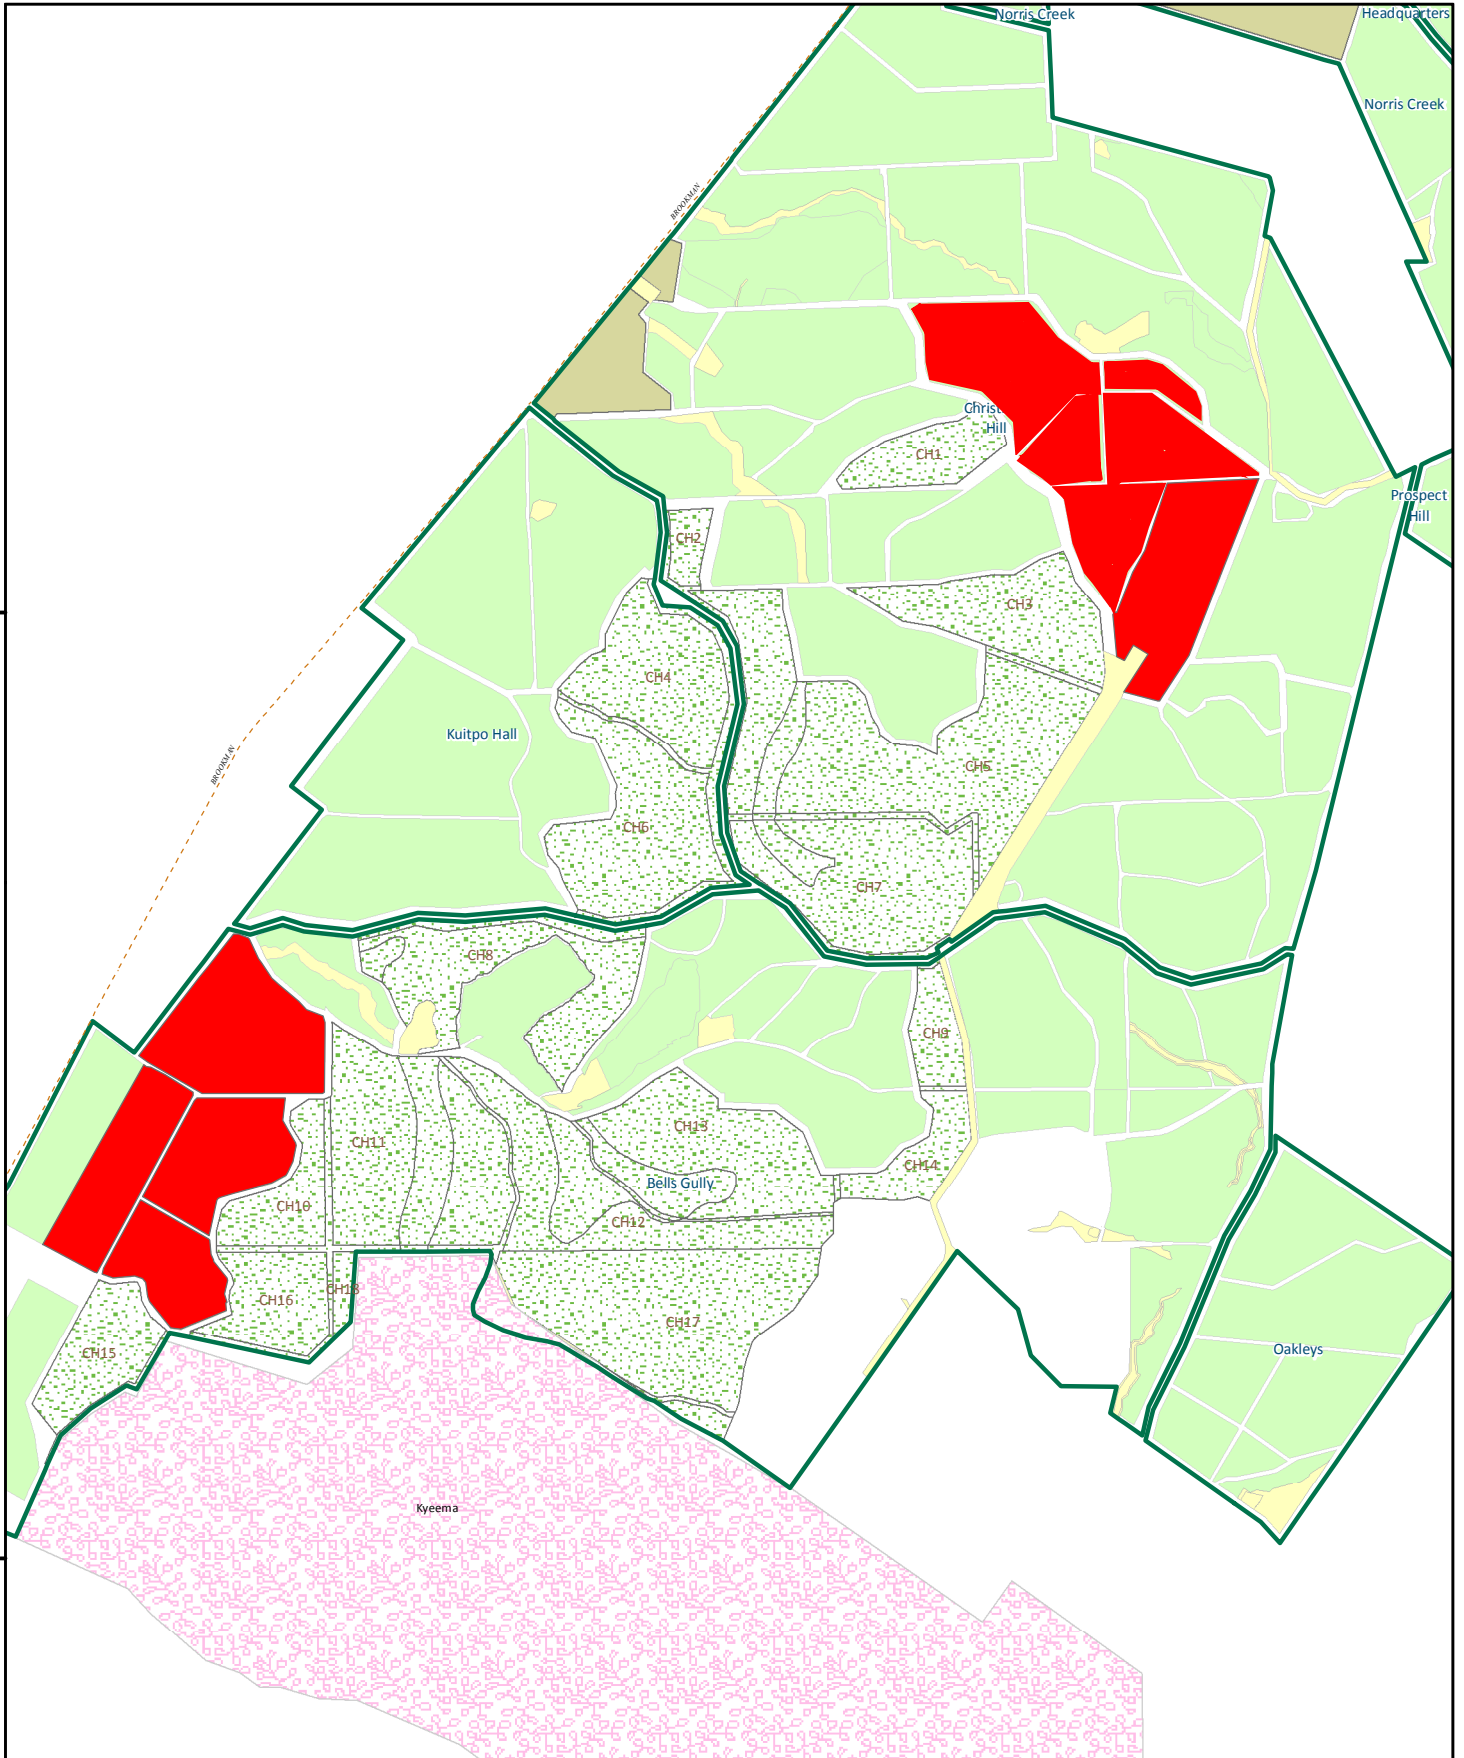 Norris Creek
Headquarters
Norris Creek
BROOKMAN
Christ
Hill
CH1
Prospect
Hill
CH2
CH3
CH4
Kuitpo Hall
BROOKMAN
CH5
CH6
CH7
CH8
CH9
CH13
CH11
CH14
Bells Gully
CH10
CH12
CH18
CH16
CH17
CH15
Oakleys
Kyeema